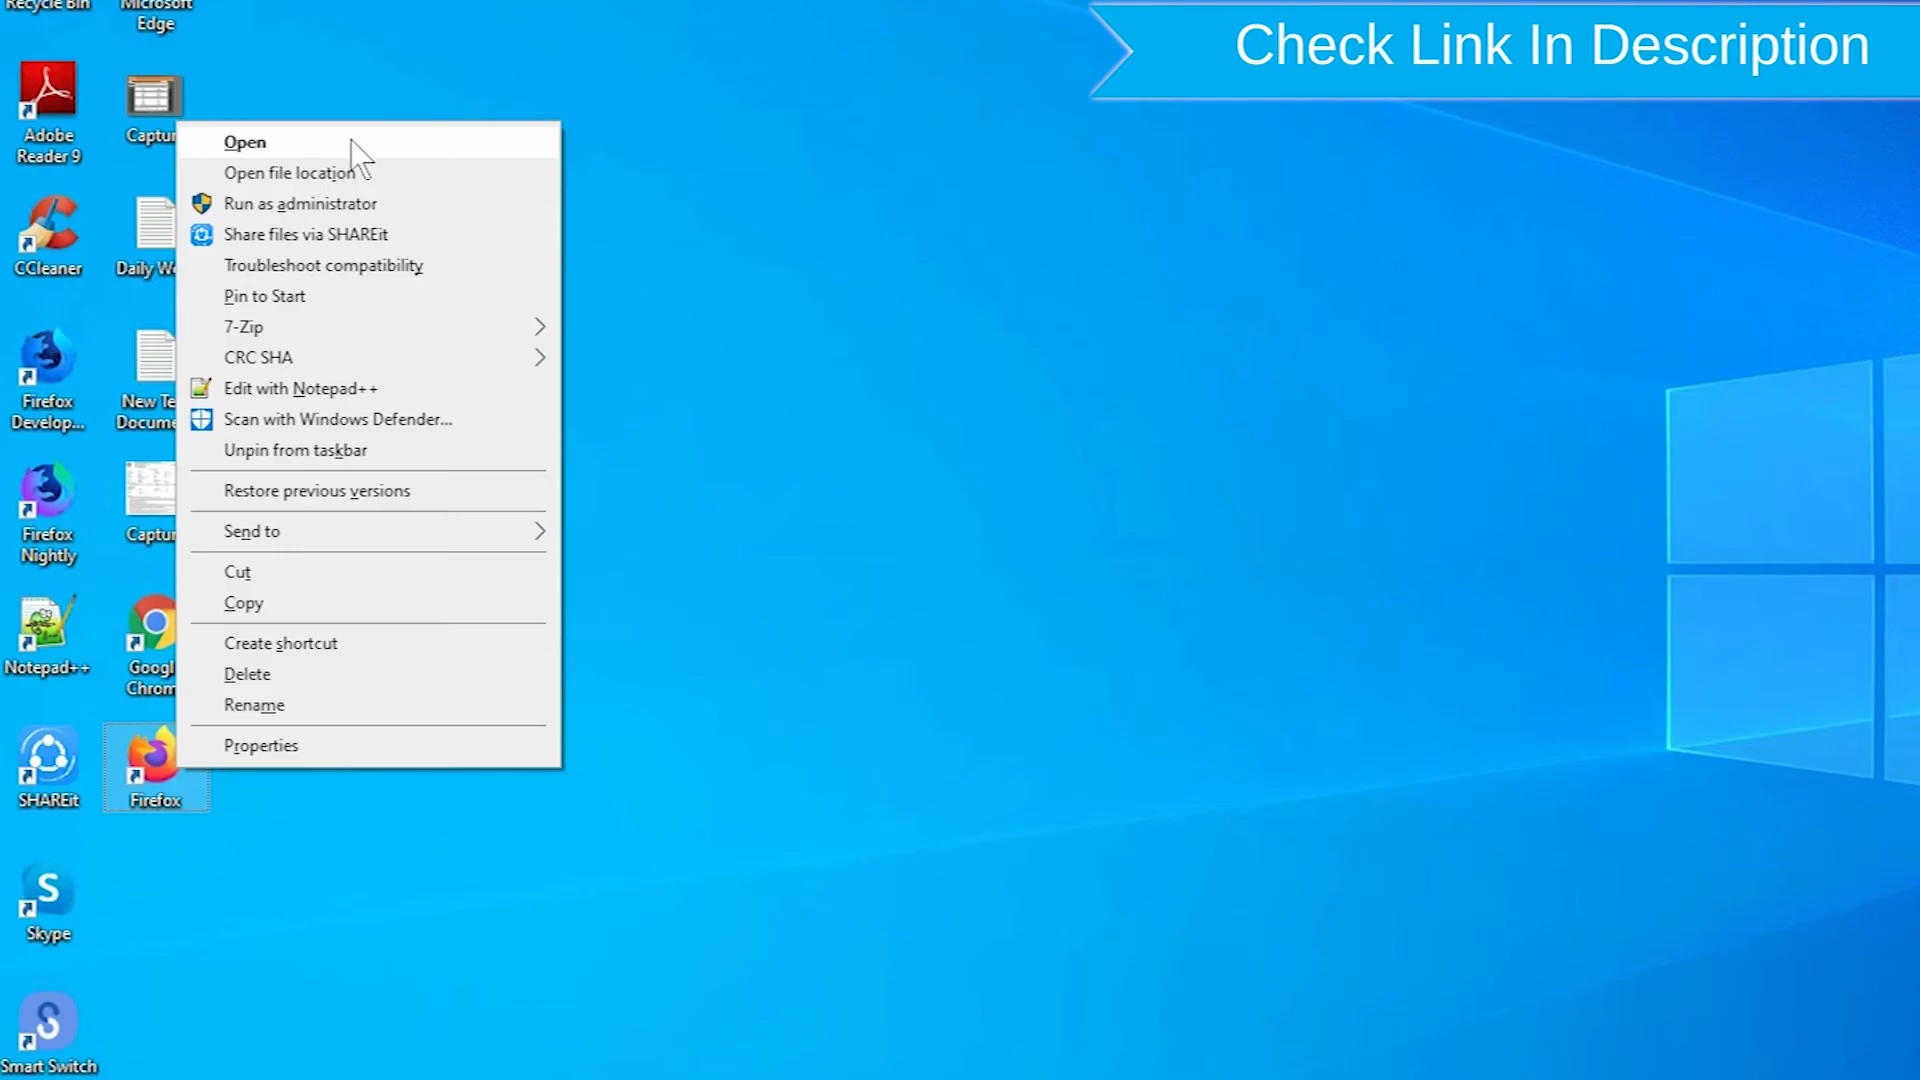 Recycle Bin
Microsoft
Edge
Check Link In Description
Adobe
Reader 9
Captur
CCleaner
Daily Wo
Firefox
Develop...
New Te
Docume
Firefox
Nightly
Captur
Notepad++
Googl
Chrom
SHAREit
Firefox
Skype
Smart Switch
Open
Open file location
Run as administrator
Share files via SHAREit
Troubleshoot compatibility
Pin to Start
7-Zip
CRC SHA
Edit with Notepad++
Scan with Windows Defender...
Unpin from taskbar
Restore previous versions
Send to
Cut
Copy
Create shortcut
Delete
Rename
Properties